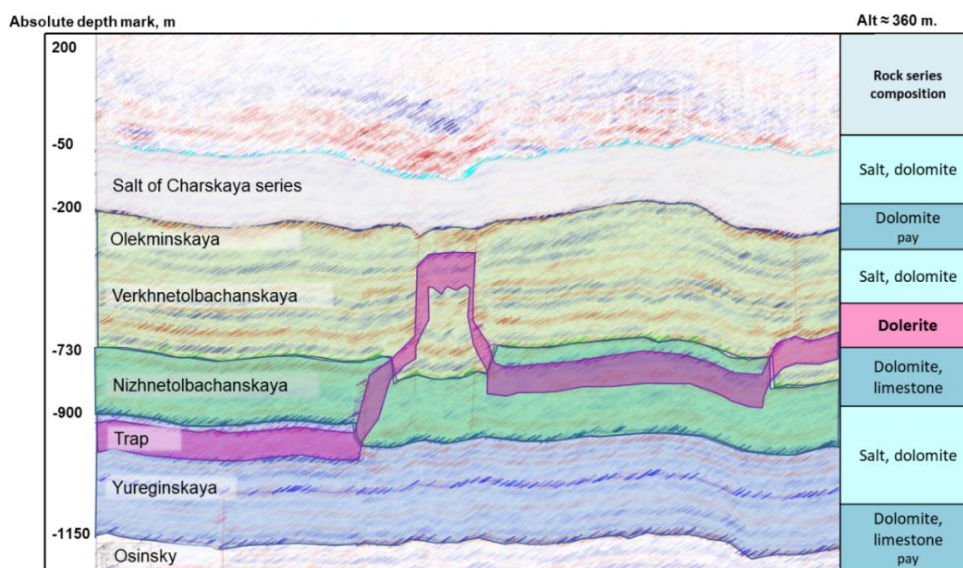 Absolute depth mark, m
Alt ≈ 360 m.
200
-50
-200
-730
-900
-1150
Salt of Charskaya series
Olekminskaya
Verkhnetolbachanskaya
Nizhnetolbachanskaya
Trap
Yureginskaya
Osinsky
Rock series
composition
Salt, dolomite
Dolomite
pay
Salt, dolomite
Dolerite
Dolomite,
limestone
Salt, dolomite
Dolomite,
limestone
pay